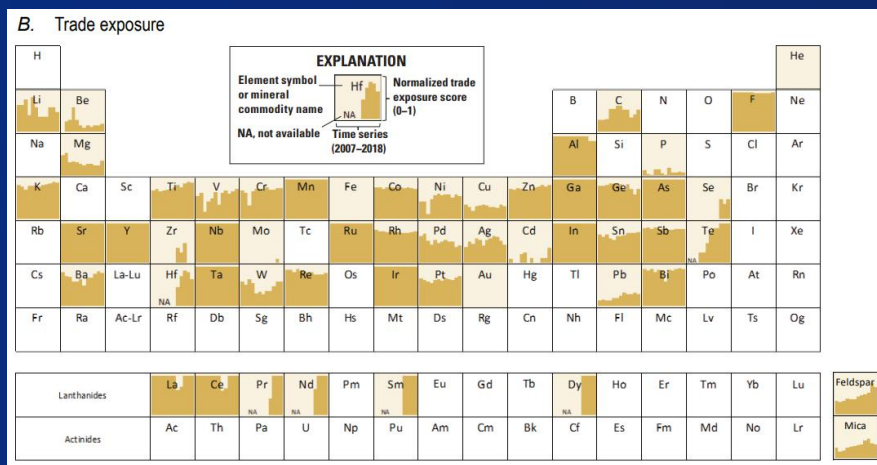 B. Trade exposure
H He
EXPLANATION
Element symbol
or mineral
commodity name
NA, not available
Hf
NA
Normalized trade
exposure score
(0–1)
Time series
(2007–2018)
Li Be B C N O F Ne
Na Mg Al Si P S Cl Ar
K Ca Sc Ti V Cr Mn Fe Co Ni Cu Zn Ga Ge As Se Br Kr
Rb Sr Y Zr Nb Mo Tc Ru Rh Pd Ag Cd In Sn Sb Te I Xe
NA
Cs Ba La-Lu Hf Ta W Re Os Ir Pt Au Hg Tl Pb Bi Po At Rn
NA
Fr Ra Ac-Lr Rf Db Sg Bh Hs Mt Ds Rg Cn Nh Fl Mc Lv Ts Og
Lanthanides La Ce Pr Nd Pm Sm Eu Gd Tb Dy Ho Er Tm Yb Lu Feldspar
NA NA NA NA
Actinides Ac Th Pa U Np Pu Am Cm Bk Cf Es Fm Md No Lr Mica